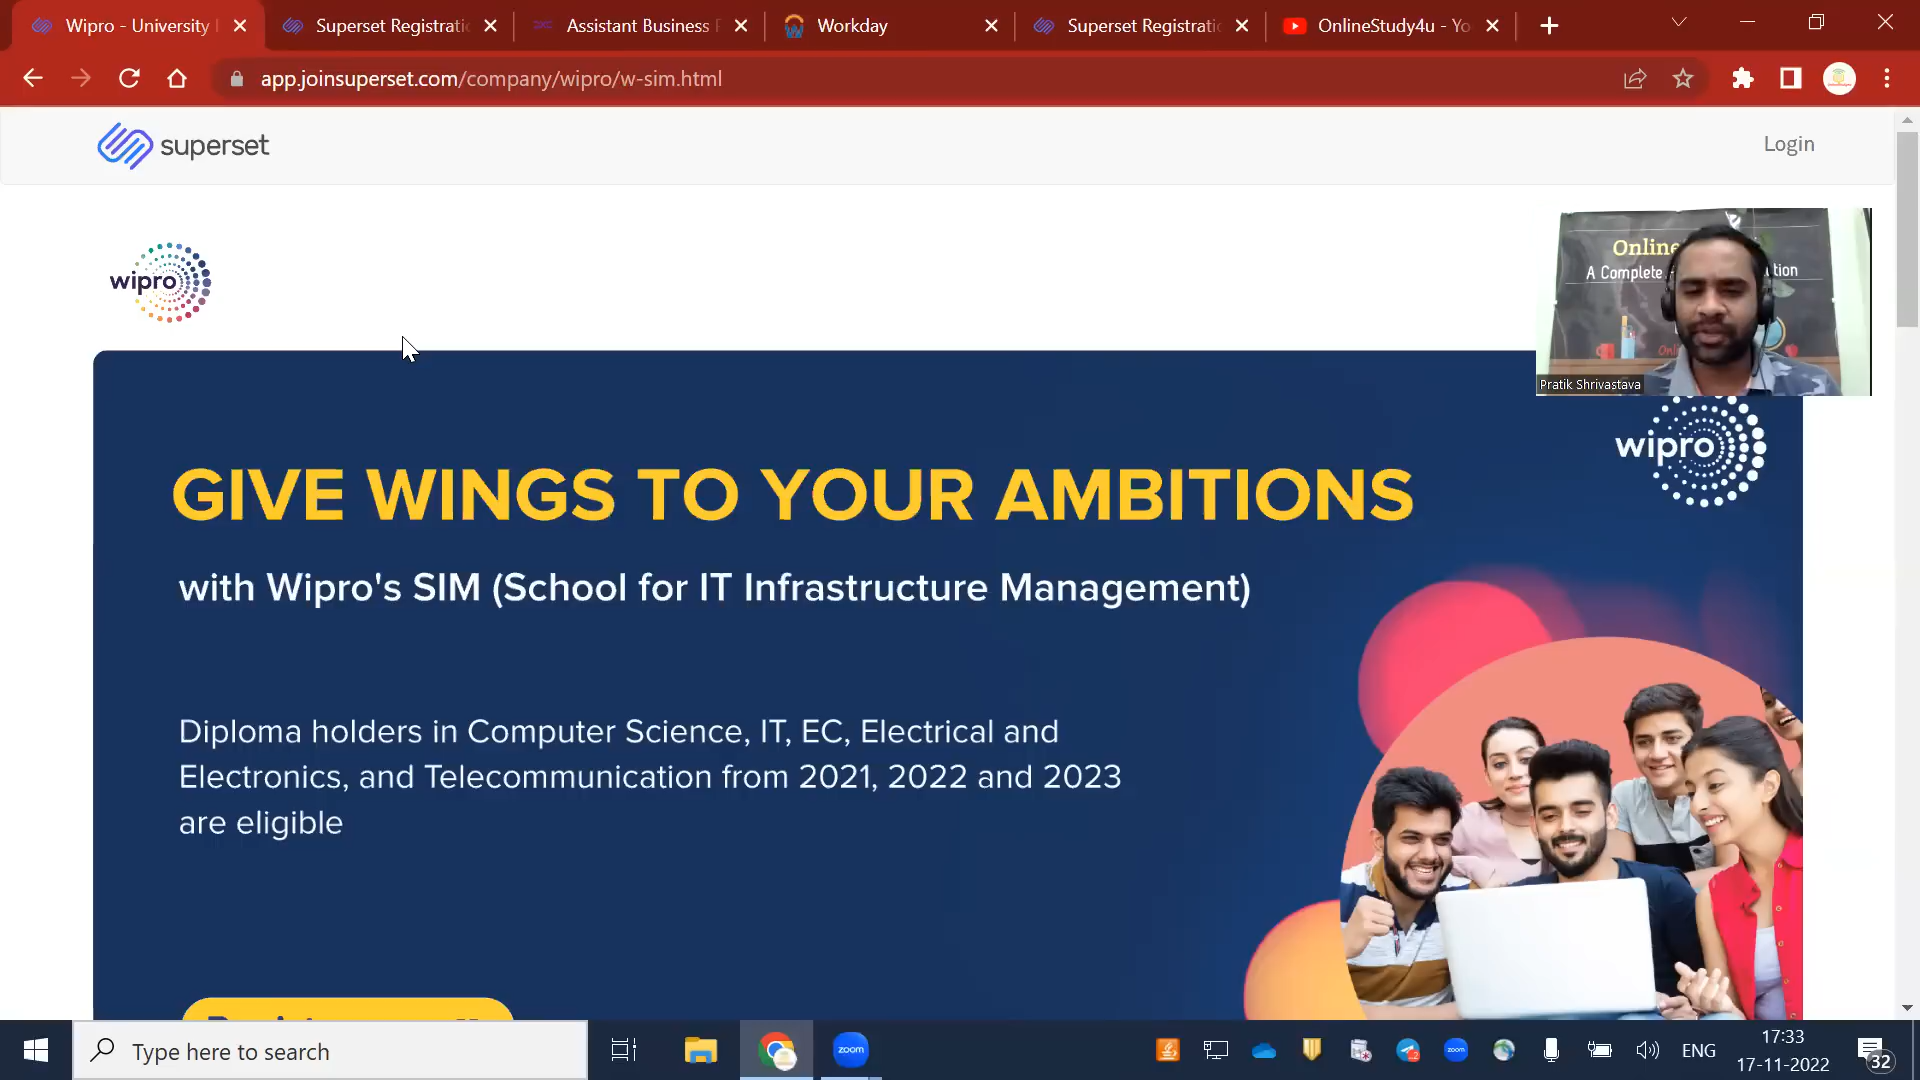 Wipro - University
Superset Registratio
Assistant Business
Workday
Superset Registratio
OnlineStudy4u - Yo
app.joinsuperset.com/company/wipro/w-sim.html
superset
Login
wipro
Online
A Complete
Pratik Shrivastava
wipro
GIVE WINGS TO YOUR AMBITIONS
with Wipro's SIM (School for IT Infrastructure Management)
Diploma holders in Computer Science, IT, EC, Electrical and
Electronics, and Telecommunication from 2021, 2022 and 2023
are eligible
Type here to search
zoom
zoom
ENG
17:33
17-11-2022
32